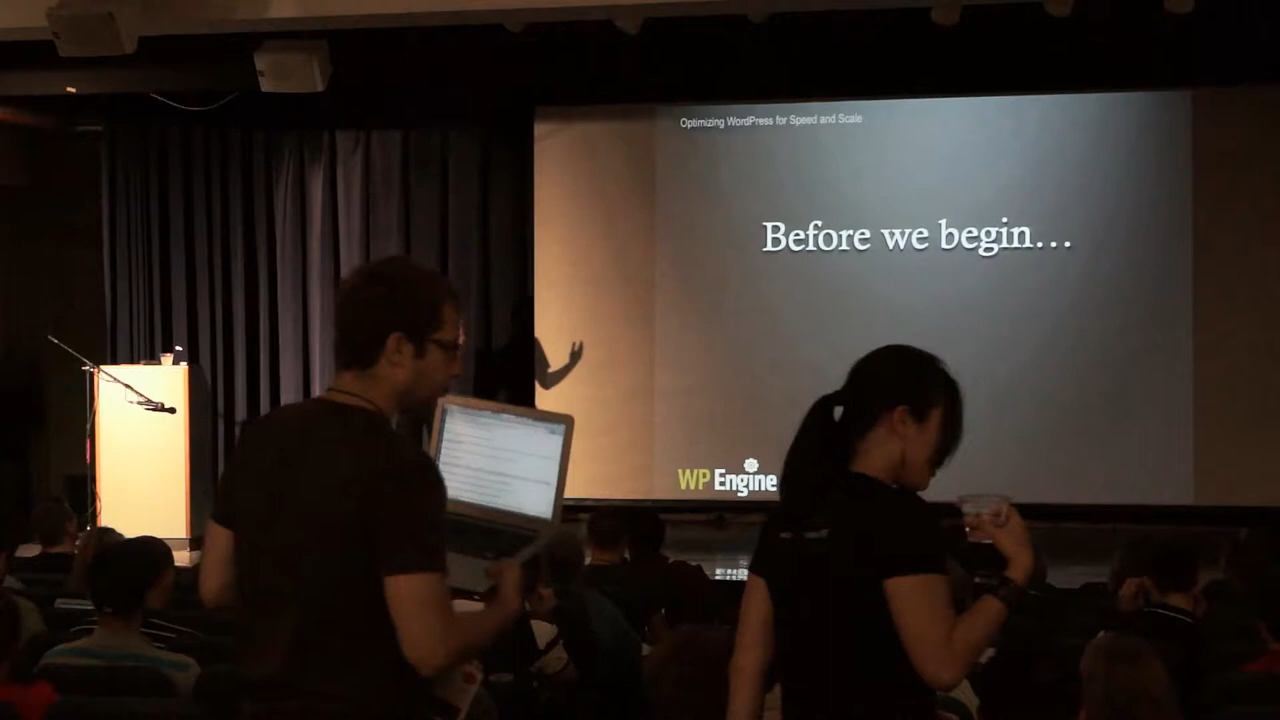 Optimizing WordPress for Speed and Scale
Before we begin…
WP Engine